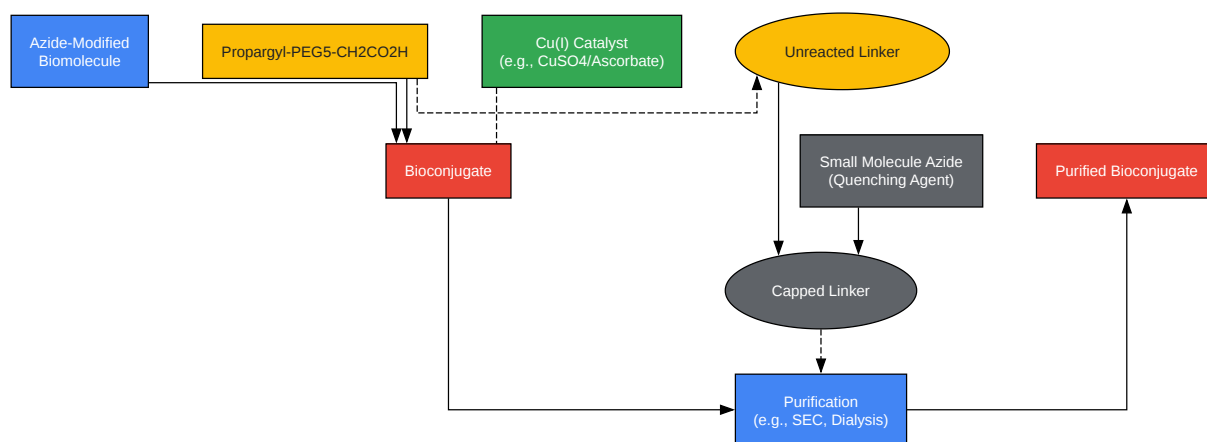 Azide-Modified
Biomolecule
Propargyl-PEG5-CH2CO2H
Cu(I) Catalyst
(e.g., CuSO4/Ascorbate)
Unreacted Linker
Bioconjugate
Small Molecule Azide
(Quenching Agent)
Purified Bioconjugate
Capped Linker
Purification
(e.g., SEC, Dialysis)